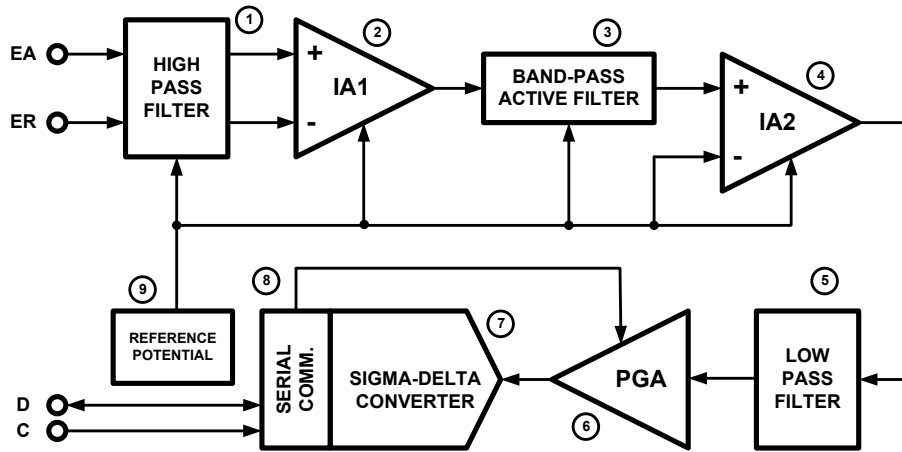 1
2
3
4
EA
ER
HIGH
PASS
FILTER
+
-
IA1
BAND-PASS
ACTIVE FILTER
+
-
IA2
9
8
7
6
5
REFERENCE
POTENTIAL
SERIAL
COMM.
SIGMA-DELTA
CONVERTER
PGA
LOW
PASS
FILTER
D
C